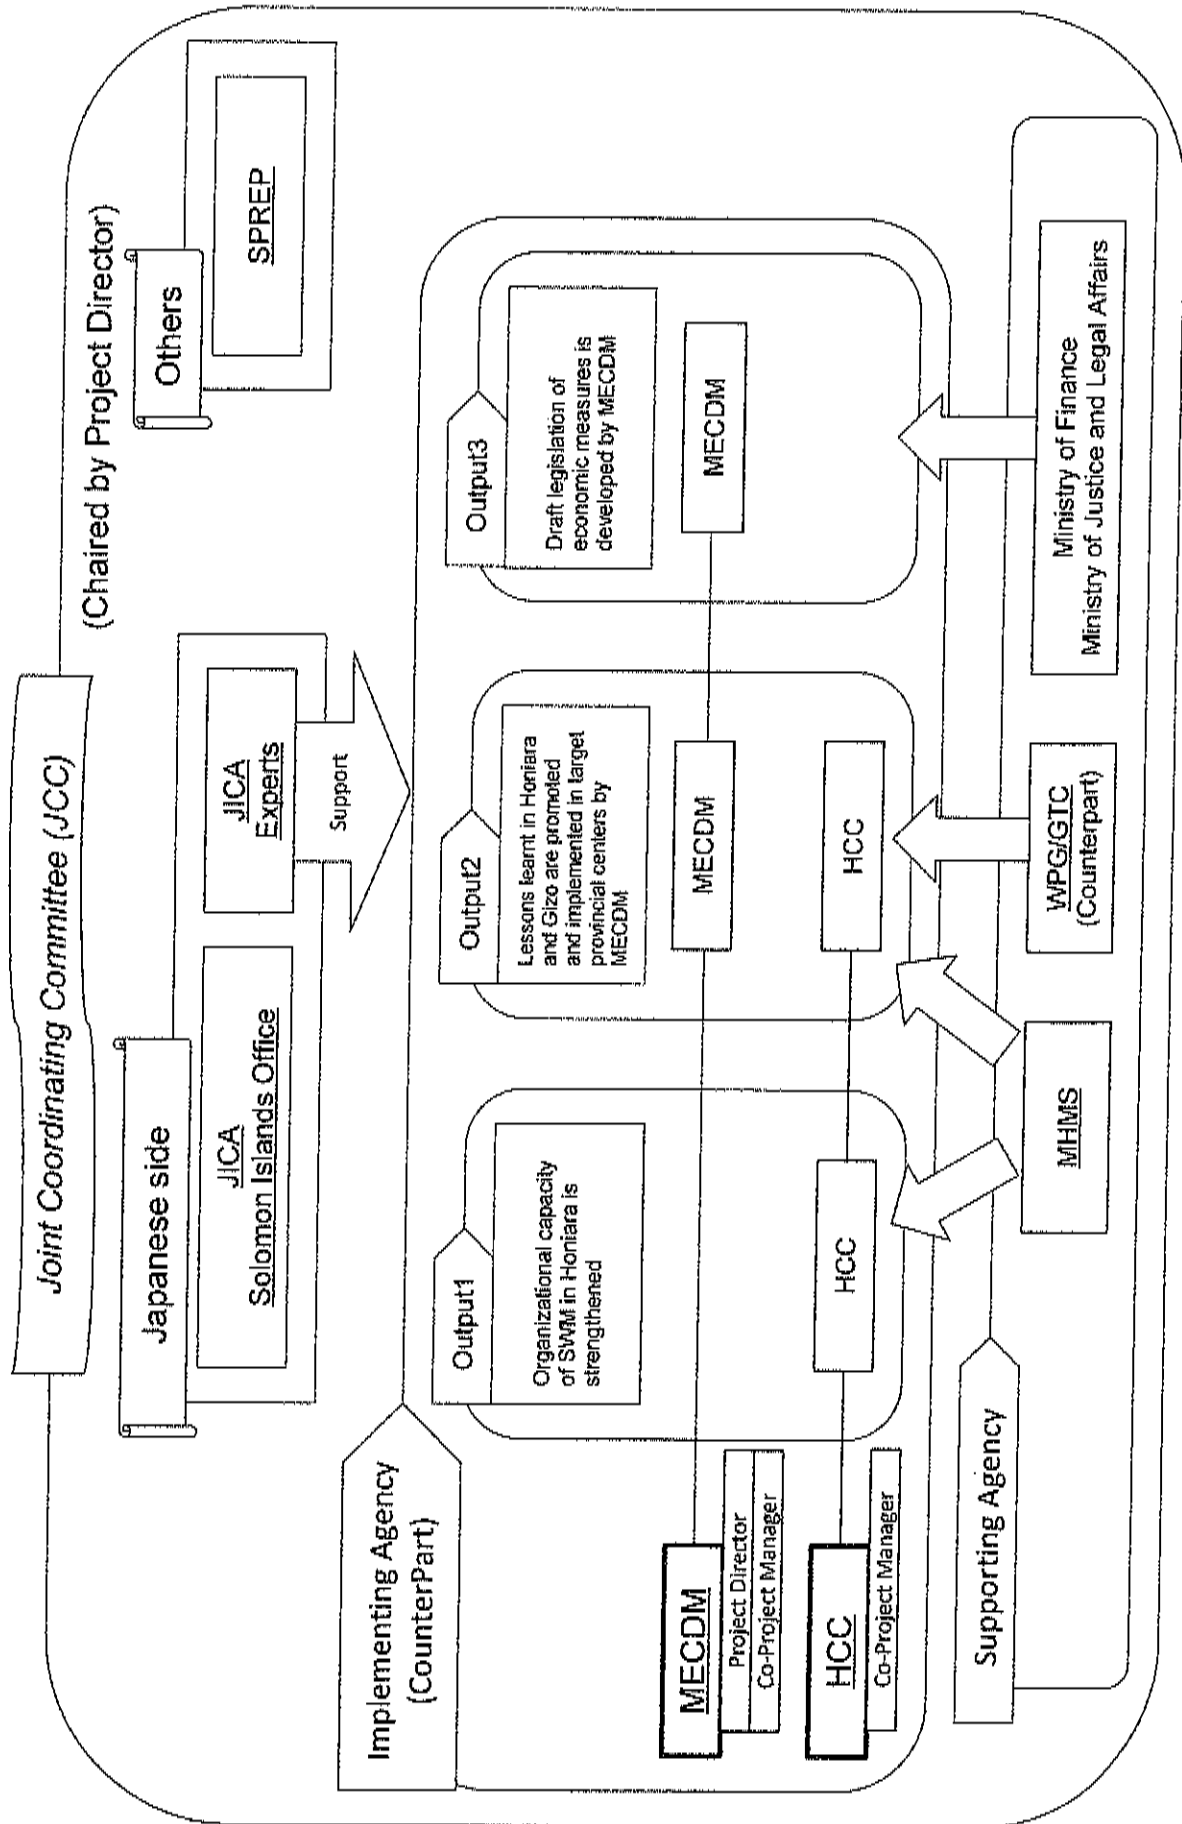 Joint Coordinating Committee (JCC)
(Chaired by Project Director)
Japanese side
JICA
Solomon Islands Office
JICA
Experts
Support
Others
SPREP
Implementing Agency
(CounterPart)
Output1
Organizational capacity
of SWM in Honiara is
strengthened
Output2
Lessons learnt in Honiara
and Gizo are promoted
and implemented in target
provincial centers by
MECDM
Output3
Draft legislation of
economic measures is
developed by MECDM
MECDM
Project Director
Co-Project Manager
MECDM
MECDM
HCC
Co-Project Manager
HCC
HCC
Supporting Agency
MHMS
WPG/GTC
(Counterpart)
Ministry of Finance
Ministry of Justice and Legal Affairs